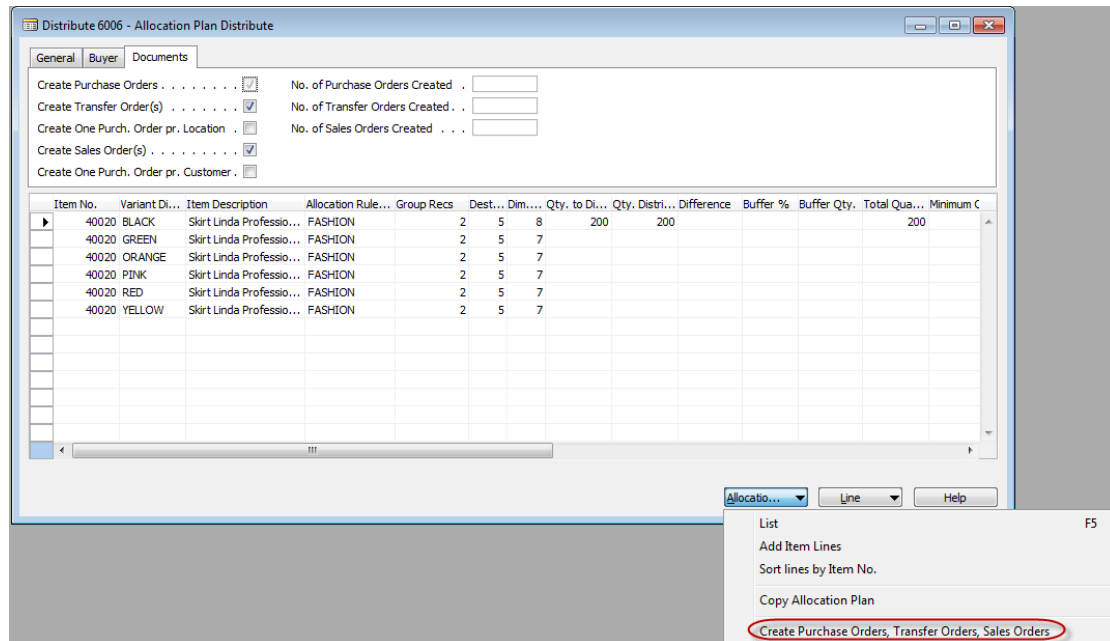 Distribute 6006 - Allocation Plan Distribute
General Buyer Documents
Create Purchase Orders . . . . . . . . No. of Purchase Orders Created .
Create Transfer Order(s) . . . . . . . No. of Transfer Orders Created . .
Create One Purch. Order pr. Location . No. of Sales Orders Created . . .
Create Sales Order(s) . . . . . . . . .
Create One Purch. Order pr. Customer .
Item No. Variant Di... Item Description Allocation Rule... Group Recs Dest... Dim.... Qty. to Di... Qty. Distri... Difference Buffer % Buffer Qty. Total Qua... Minimum Q
40020 BLACK Skirt Linda Professio... FASHION 2 5 8 200 200 200
40020 GREEN Skirt Linda Professio... FASHION 2 5 7
40020 ORANGE Skirt Linda Professio... FASHION 2 5 7
40020 PINK Skirt Linda Professio... FASHION 2 5 7
40020 RED Skirt Linda Professio... FASHION 2 5 7
40020 YELLOW Skirt Linda Professio... FASHION 2 5 7
Allocatio... Line Help
List F5
Add Item Lines
Sort lines by Item No.
Copy Allocation Plan
Create Purchase Orders, Transfer Orders, Sales Orders